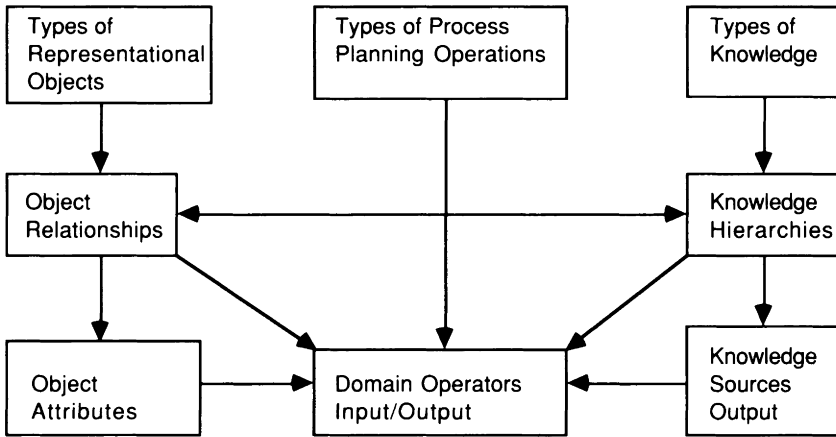 Types of
Representational
Objects
Types of Process
Planning Operations
Types of
Knowledge
Object
Relationships
Knowledge
Hierarchies
Object
Attributes
Domain Operators
Input/Output
Knowledge
Sources
Output